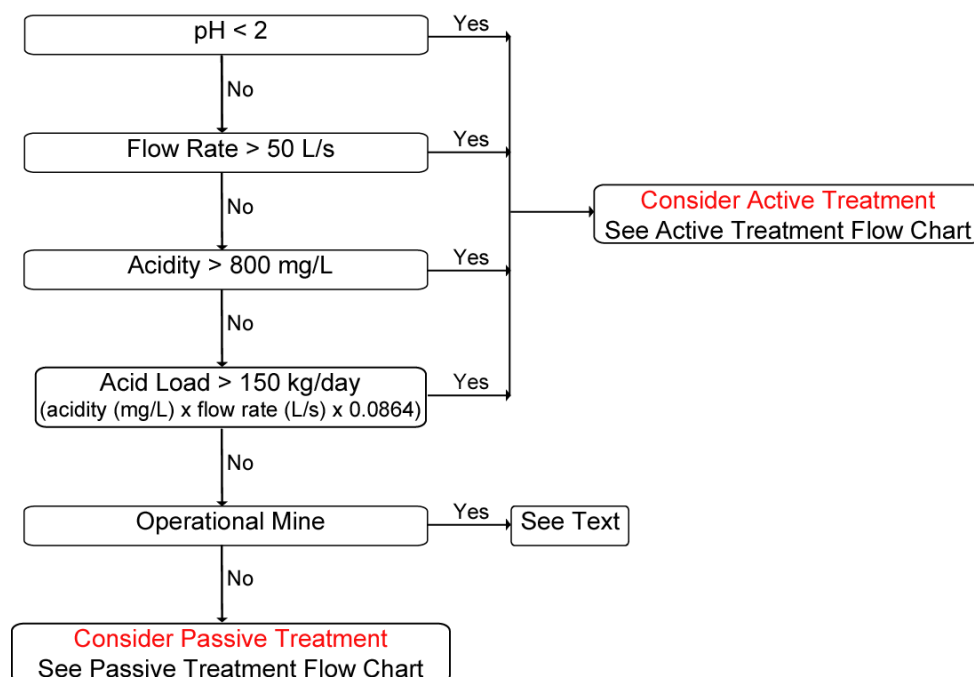 pH < 2
Yes
No
Flow Rate > 50 L/s
Yes
No
Consider Active Treatment
See Active Treatment Flow Chart
Acidity > 800 mg/L
Yes
No
Acid Load > 150 kg/day
(acidity (mg/L) x flow rate (L/s) x 0.0864)
Yes
No
Operational Mine
Yes
See Text
No
Consider Passive Treatment
See Passive Treatment Flow Chart